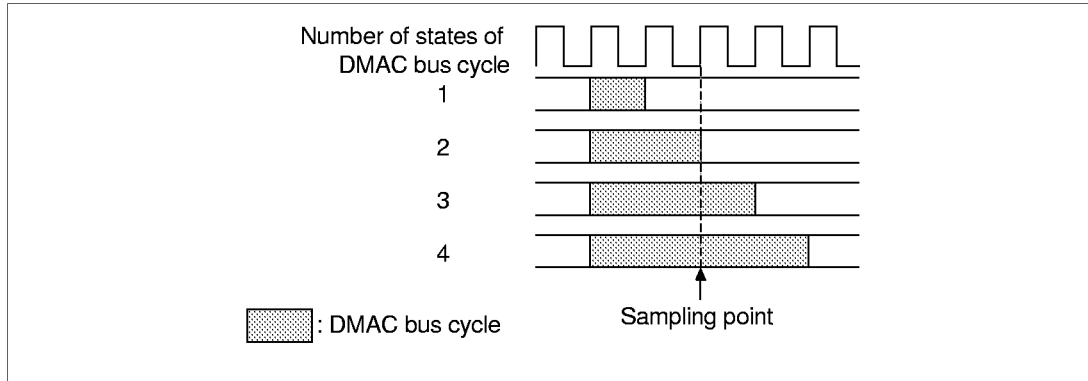 Number of states of
DMAC bus cycle
1
2
3
4
Sampling point
: DMAC bus cycle